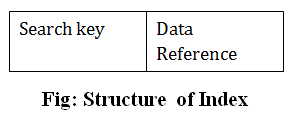 Search key
Data
Reference
Fig: Structure of Index